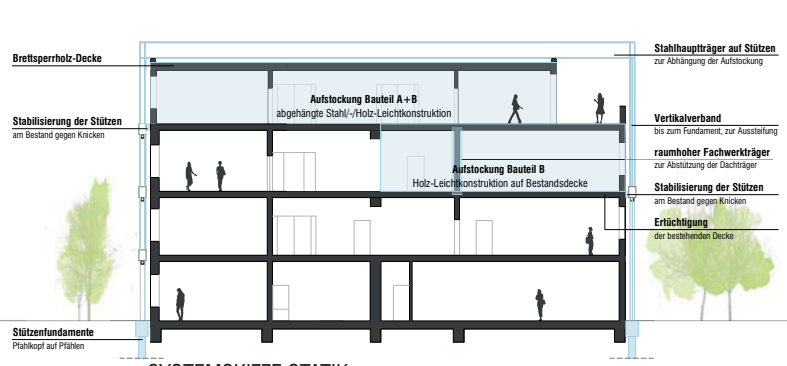 Brettsperrholz-Decke
Stabilisierung der Stützen
am Bestand gegen Knicken
Stützenfundamente
Pfahlkopf auf Pfählen
Aufstockung Bauteil A+B
abgehängte Stahl/-/Holz-Leichtkonstruktion
Aufstockung Bauteil B
Holz-Leichtkonstruktion auf Bestandsdecke
Stahlhauptträger auf Stützen
zur Abhängung der Aufstockung
Vertikalverband
bis zum Fundament, zur Aussteifung
raumhoher Fachwerkträger
zur Abstützung der Dachträger
Stabilisierung der Stützen
am Bestand gegen Knicken
Ertüchtigung
der bestehenden Decke
SYSTEMSKIZZE STATIK